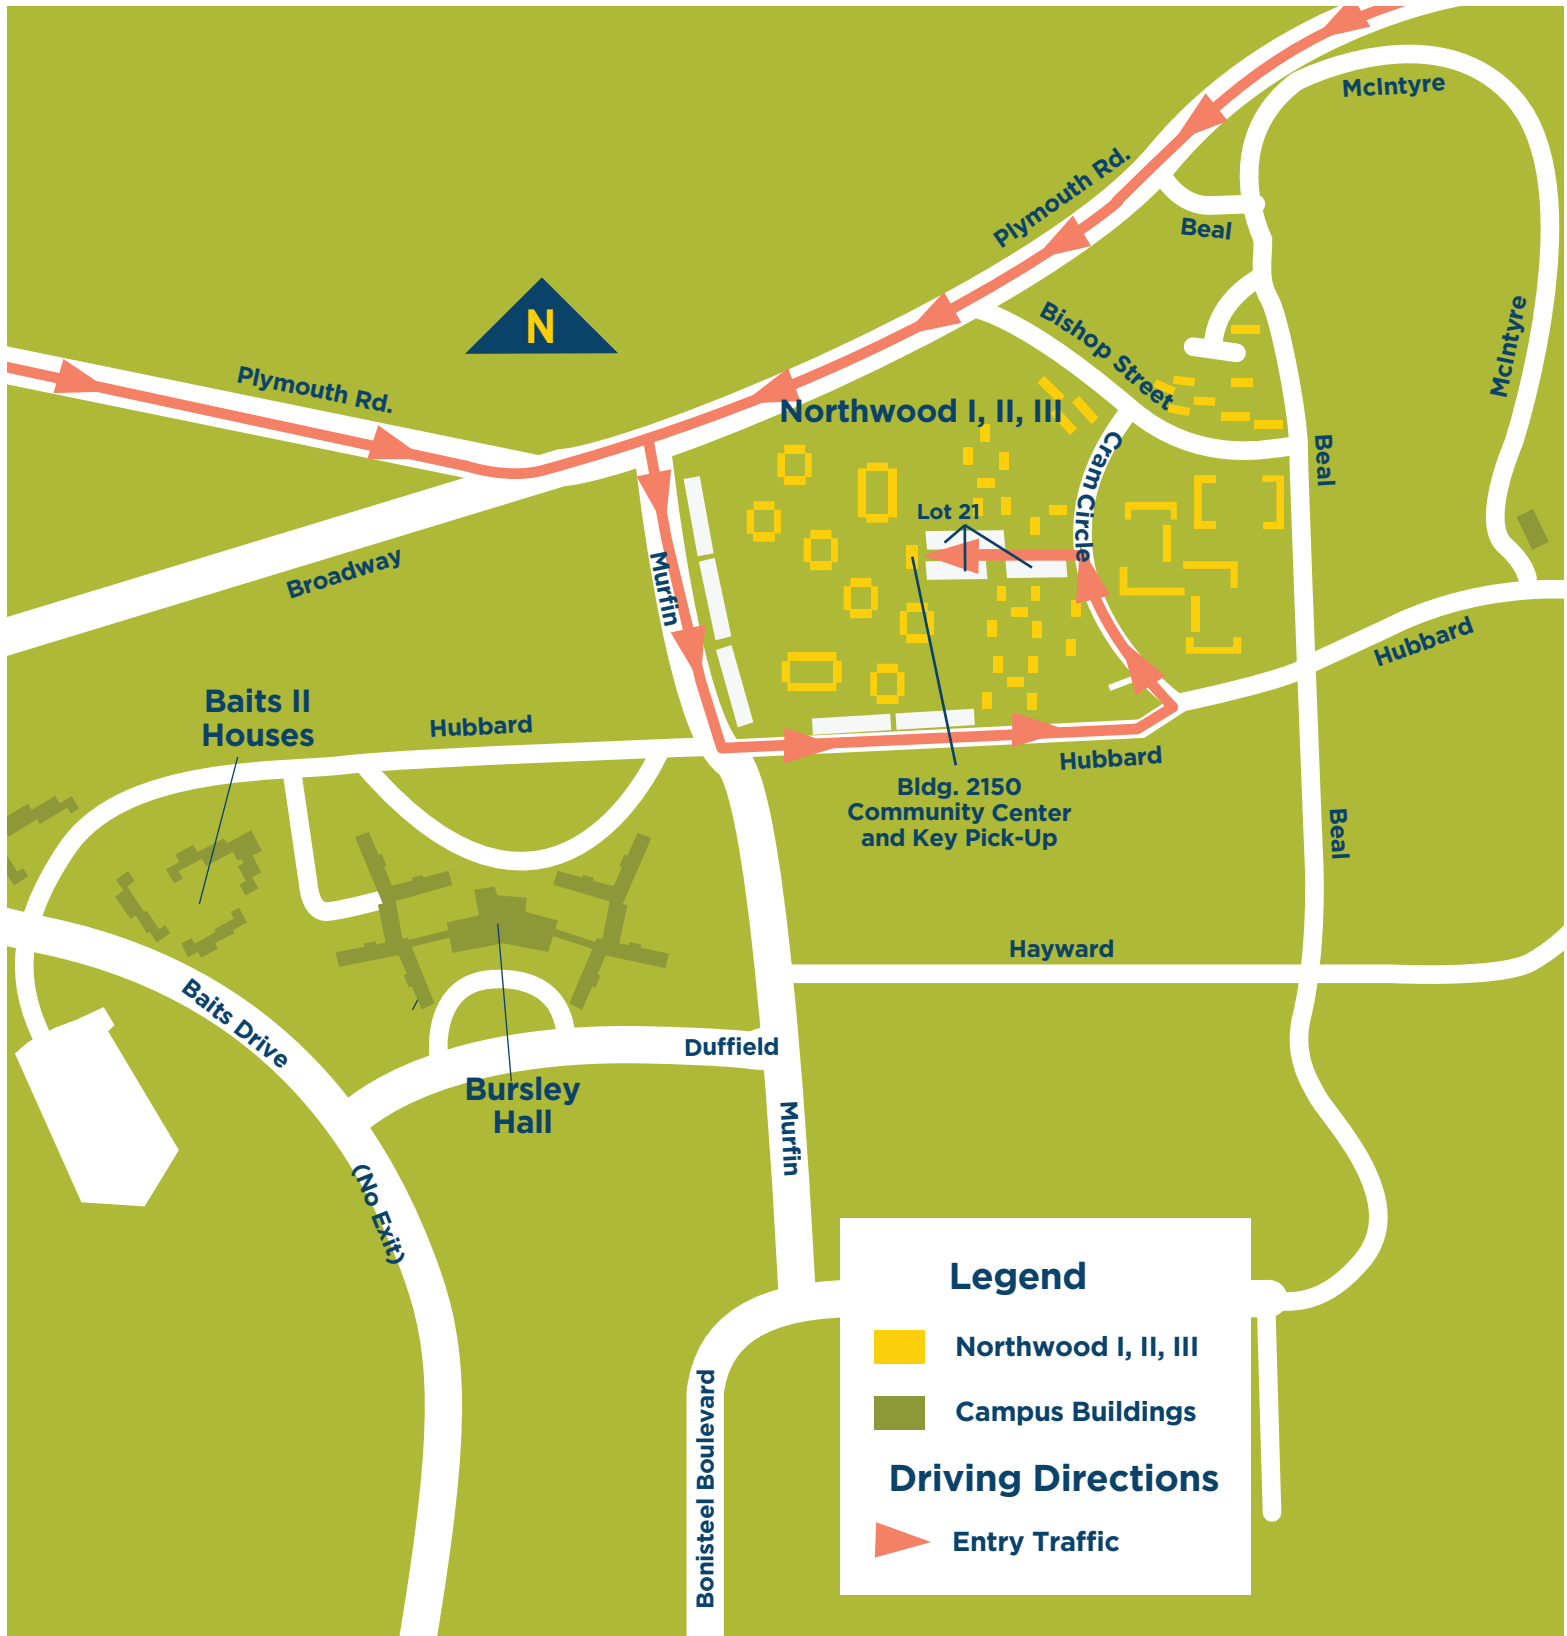 McIntyre
Plymouth Rd.
Beal
N
McIntyre
Bishop Street
Plymouth Rd.
Northwood I, II, III
Cram Circle
Beal
Lot 21
Broadway
Murfin
Hubbard
Baits II
Houses
Hubbard
Hubbard
Bldg. 2150
Community Center
and Key Pick-Up
Beal
Hayward
Baits Drive
Duffield
Bursley
Hall
Murfin
(No Exit)
Bonisteel Boulevard
Legend
Northwood I, II, III
Campus Buildings
Driving Directions
Entry Traffic